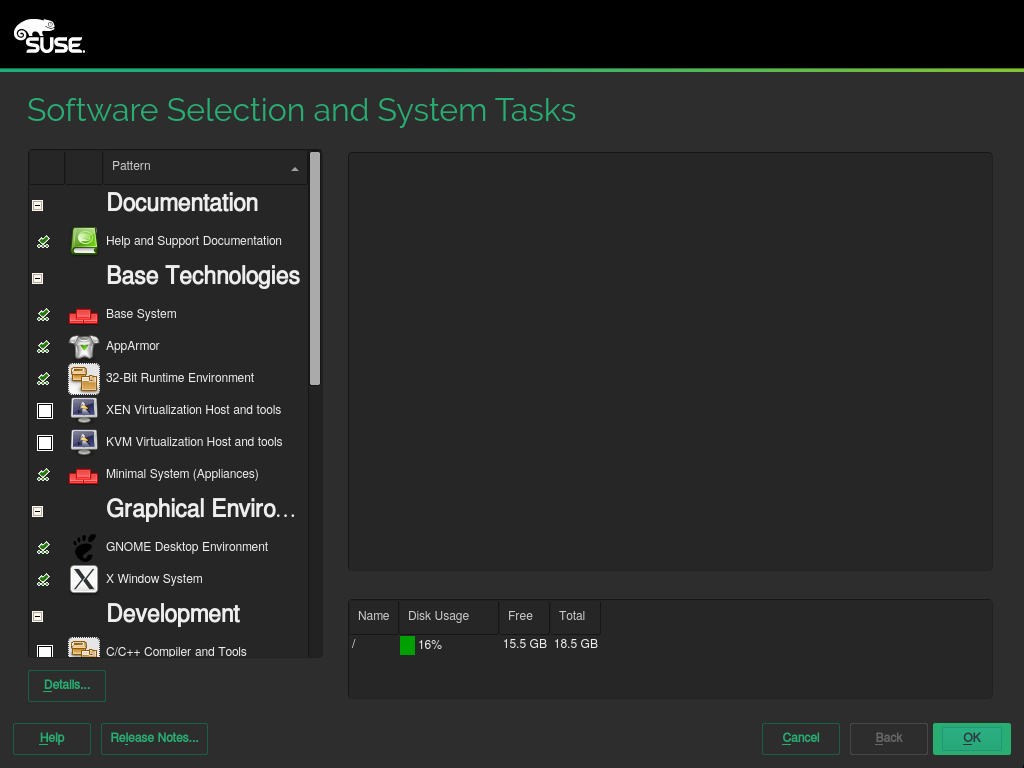 SUSE
Software Selection and System Tasks
Pattern
Documentation
Help and Support Documentation
Base Technologies
Base System
AppArmor
32-Bit Runtime Environment
XEN Virtualization Host and tools
KVM Virtualization Host and tools
Minimal System (Appliances)
Graphical Enviro...
GNOME Desktop Environment
X Window System
Development
C/C++ Compiler and Tools
Name Disk Usage Free Total
/ 16% 15.5 GB 18.5 GB
Details...
Help Release Notes... Cancel Back OK